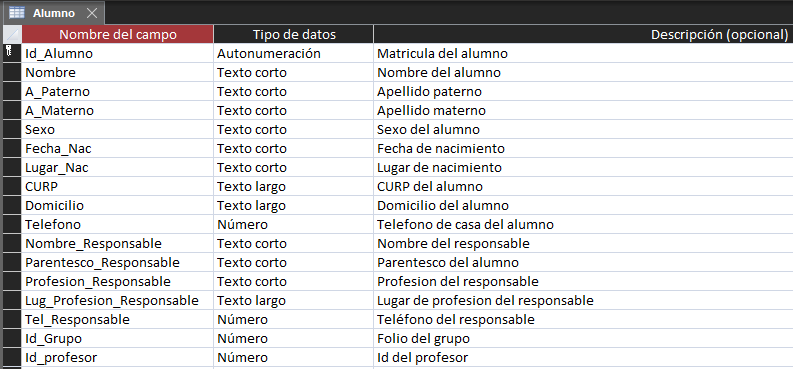 Alumno
Nombre del campo Tipo de datos Descripción (opcional)
Id_Alumno Autonumeración Matricula del alumno
Nombre Texto corto Nombre del alumno
A_Paterno Texto corto Apellido paterno
A_Materno Texto corto Apellido materno
Sexo Texto corto Sexo del alumno
Fecha_Nac Texto corto Fecha de nacimiento
Lugar_Nac Texto corto Lugar de nacimiento
CURP Texto largo CURP del alumno
Domicilio Texto largo Domicilio del alumno
Telefono Número Telefono de casa del alumno
Nombre_Responsable Texto corto Nombre del responsable
Parentesco_Responsable Texto corto Parentesco del alumno
Profesion_Responsable Texto corto Profesion del responsable
Lug_Profesion_Responsable Texto largo Lugar de profesion del responsable
Tel_Responsable Número Teléfono del responsable
Id_Grupo Número Folio del grupo
Id_profesor Número Id del profesor